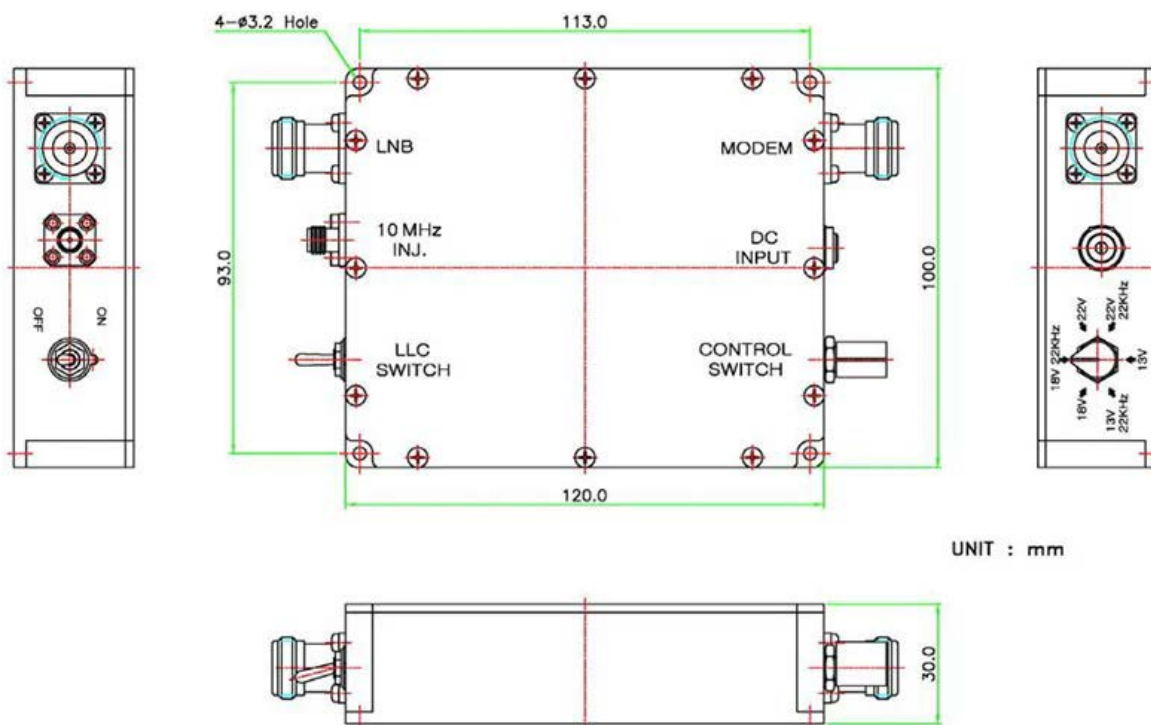 4-ø3.2 Hole
113.0
LNB
MODEM
10 MHz
INJ.
DC
INPUT
93.0
100.0
OFF
ON
LLC
SWITCH
CONTROL
SWITCH
22V
22V
22KHz
18V 22KHz
13V
18V
13V
22KHz
120.0
UNIT : mm
30.0